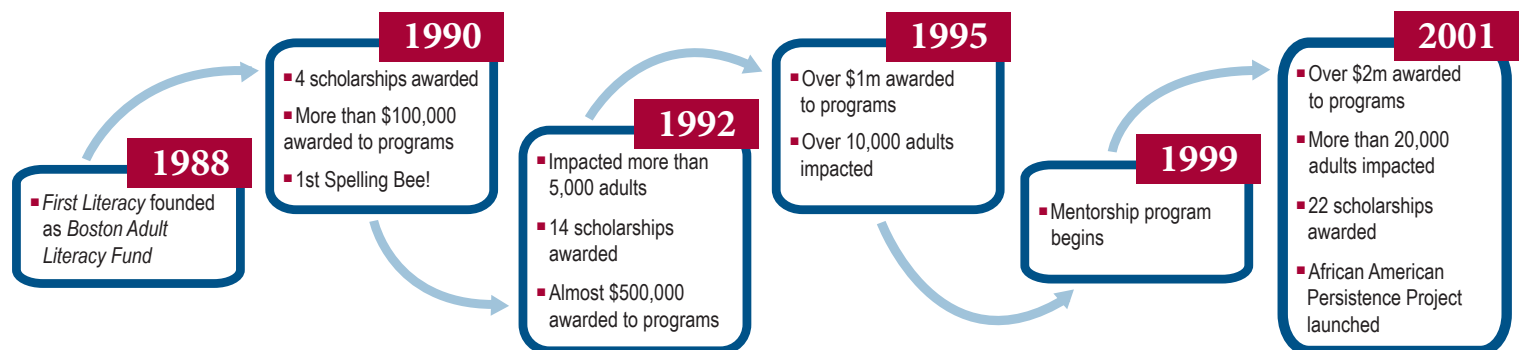 1988
▪ First Literacy founded
as Boston Adult
Literacy Fund
1990
▪ 4 scholarships awarded
▪ More than $100,000
awarded to programs
▪ 1st Spelling Bee!
1992
▪ Impacted more than
5,000 adults
▪ 14 scholarships
awarded
▪ Almost $500,000
awarded to programs
1995
▪ Over $1m awarded
to programs
▪ Over 10,000 adults
impacted
1999
▪ Mentorship program
begins
2001
▪ Over $2m awarded
to programs
▪ More than 20,000
adults impacted
▪ 22 scholarships
awarded
▪ African American
Persistence Project
launched